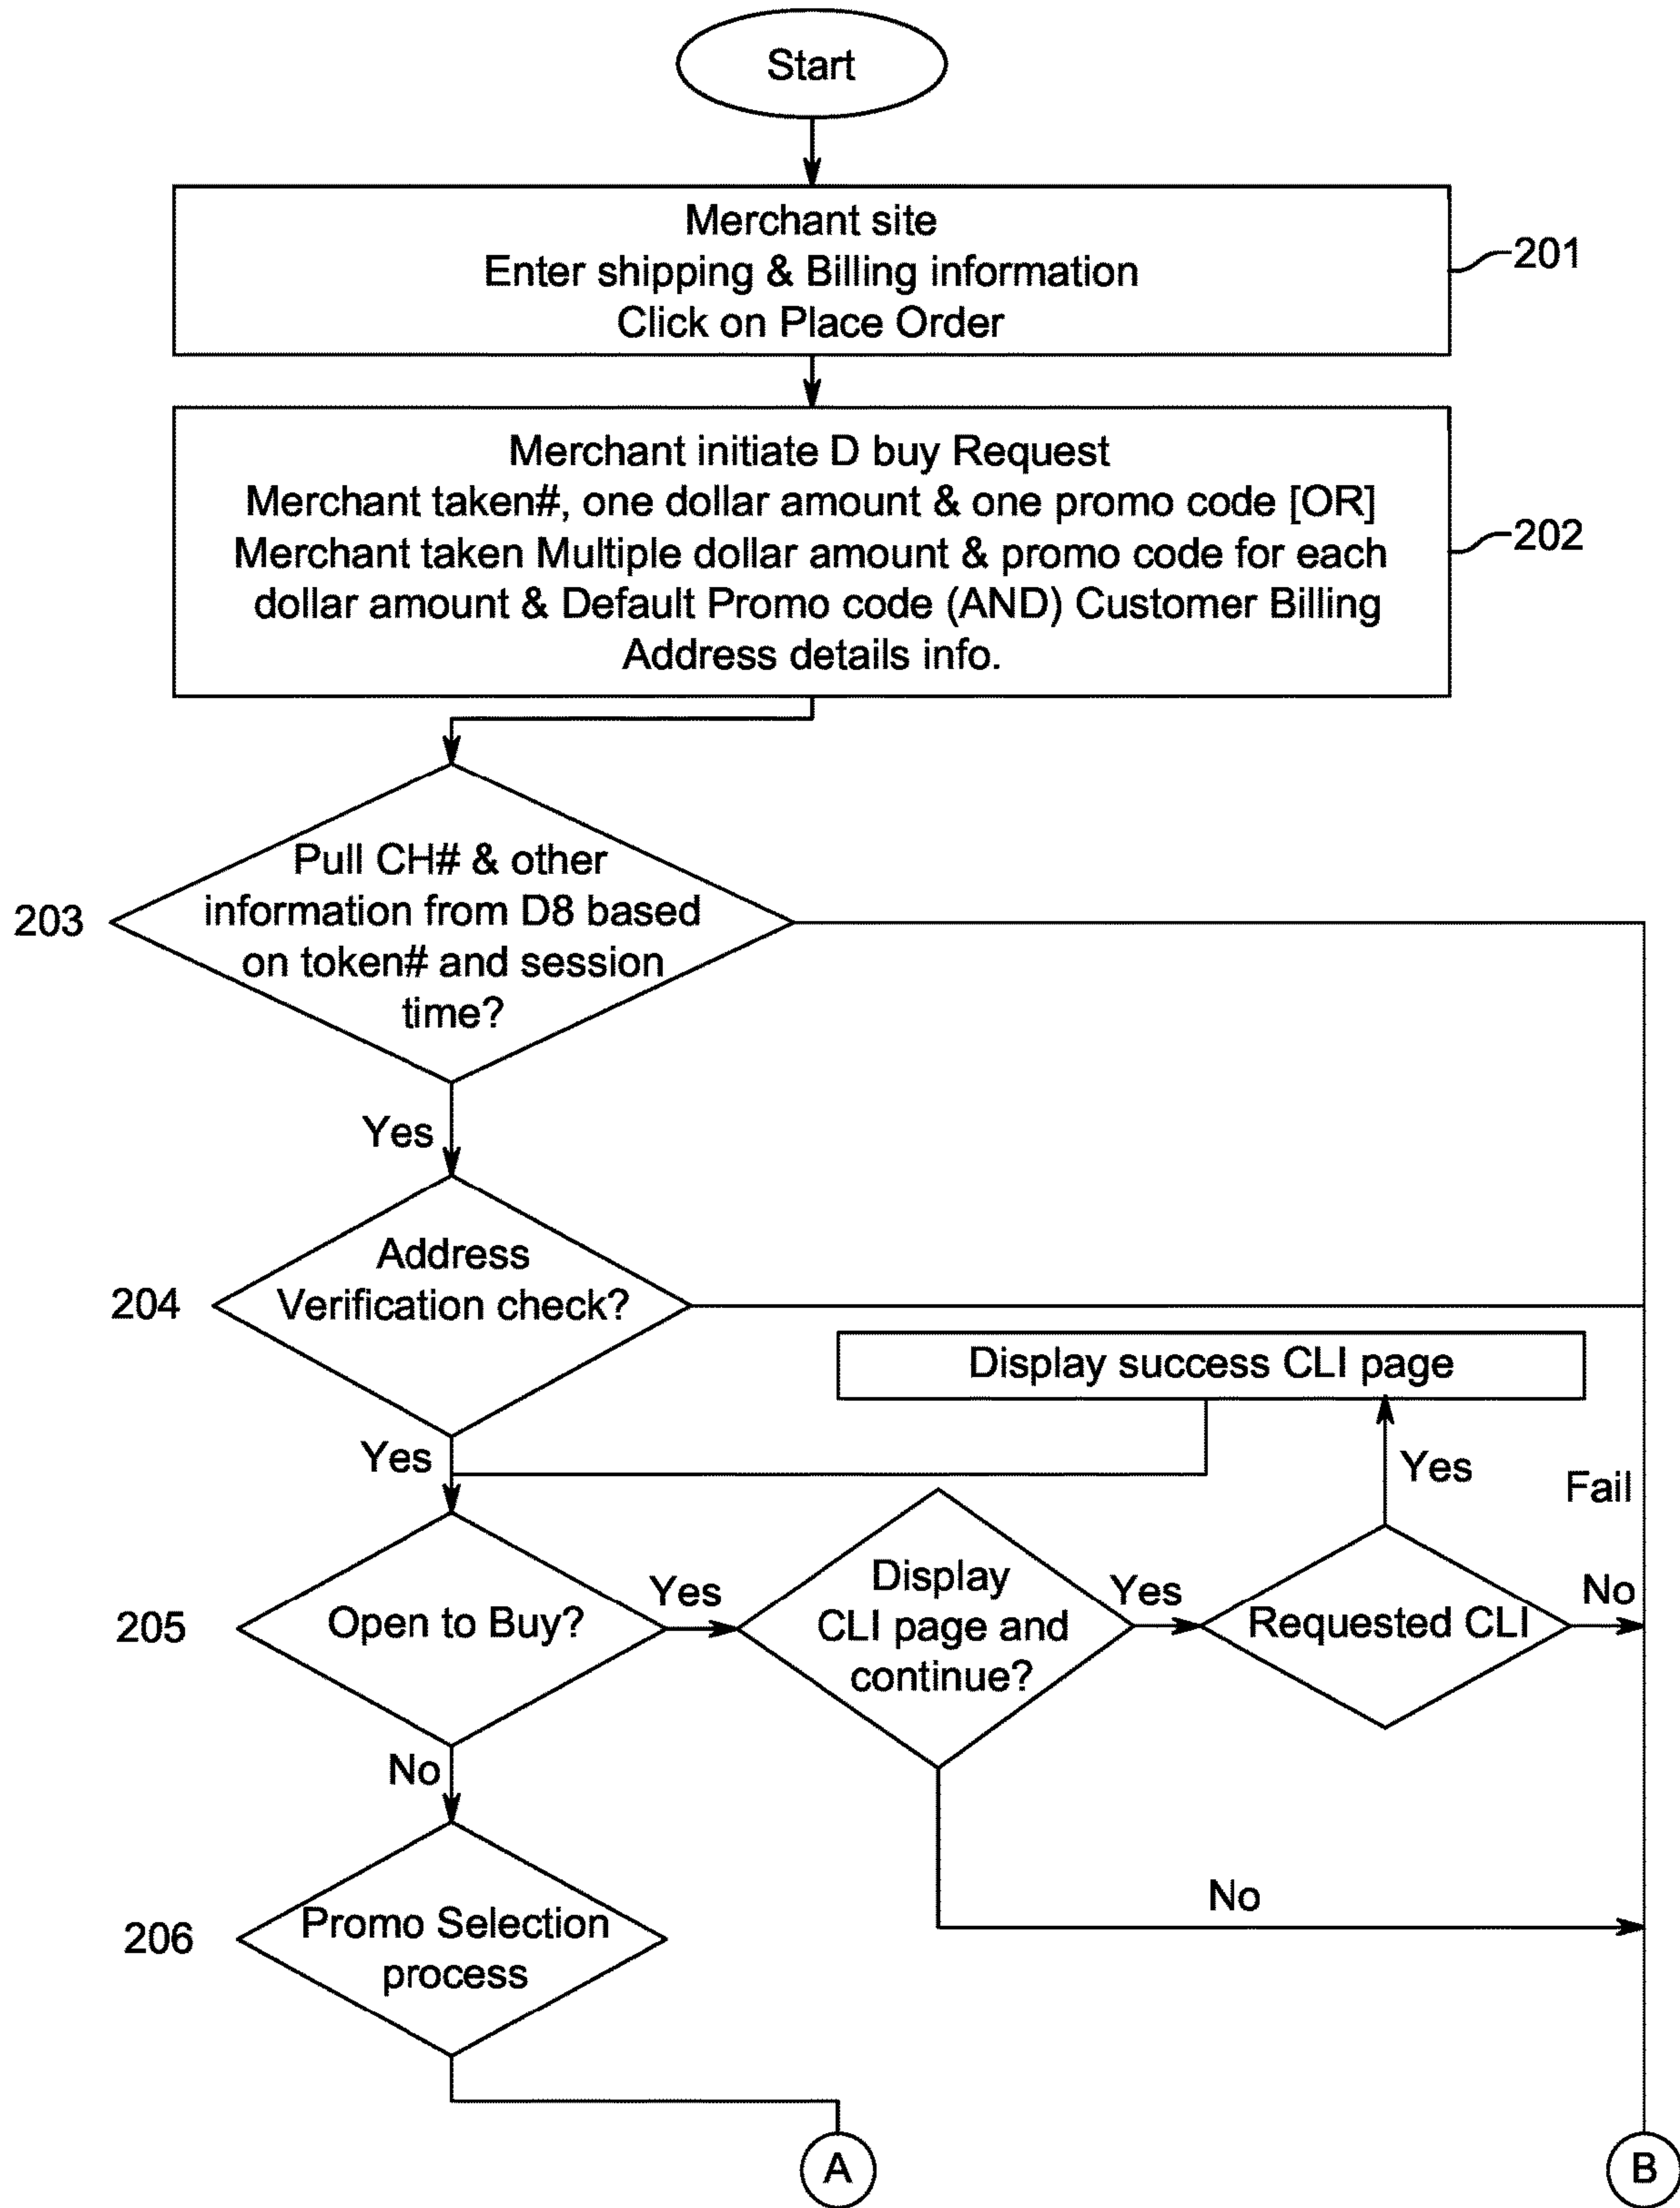 Start
Merchant site
Enter shipping & Billing information
Click on Place Order
201
Merchant initiate D buy Request
Merchant taken#, one dollar amount & one promo code [OR]
Merchant taken Multiple dollar amount & promo code for each
dollar amount & Default Promo code (AND) Customer Billing
Address details info.
202
203
Pull CH# & other
information from D8 based
on token# and session
time?
Yes
204
Address
Verification check?
Display success CLI page
Yes
Yes
Fail
205
Open to Buy?
Yes
Display
CLI page and
continue?
Yes
Requested CLI
No
No
No
206
Promo Selection
process
A
B